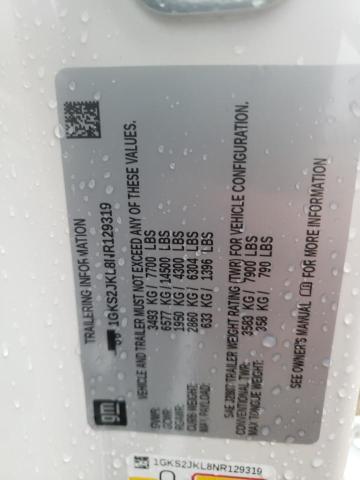 TRAILERING INFORMATION
1GKS2JKL8NR129319
VEHICLE AND TRAILER MUST NOT EXCEED ANY OF THESE VALUES.
GVWR: 3493 KG / 7700 LBS
GCWR: 6577 KG / 14500 LBS
RGAWR: 1950 KG / 4300 LBS
CURB WEIGHT: 2860 KG / 6304 LBS
MAX PAYLOAD: 633 KG / 1396 LBS
SAE J2807 TRAILER WEIGHT RATING (TWR) FOR VEHICLE CONFIGURATION.
CONVENTIONAL TWR: 3583 KG / 7900 LBS
MAX TONGUE WEIGHT: 358 KG / 790 LBS
SEE OWNER'S MANUAL FOR MORE INFORMATION
gm
1GKS2JKL8NR129319